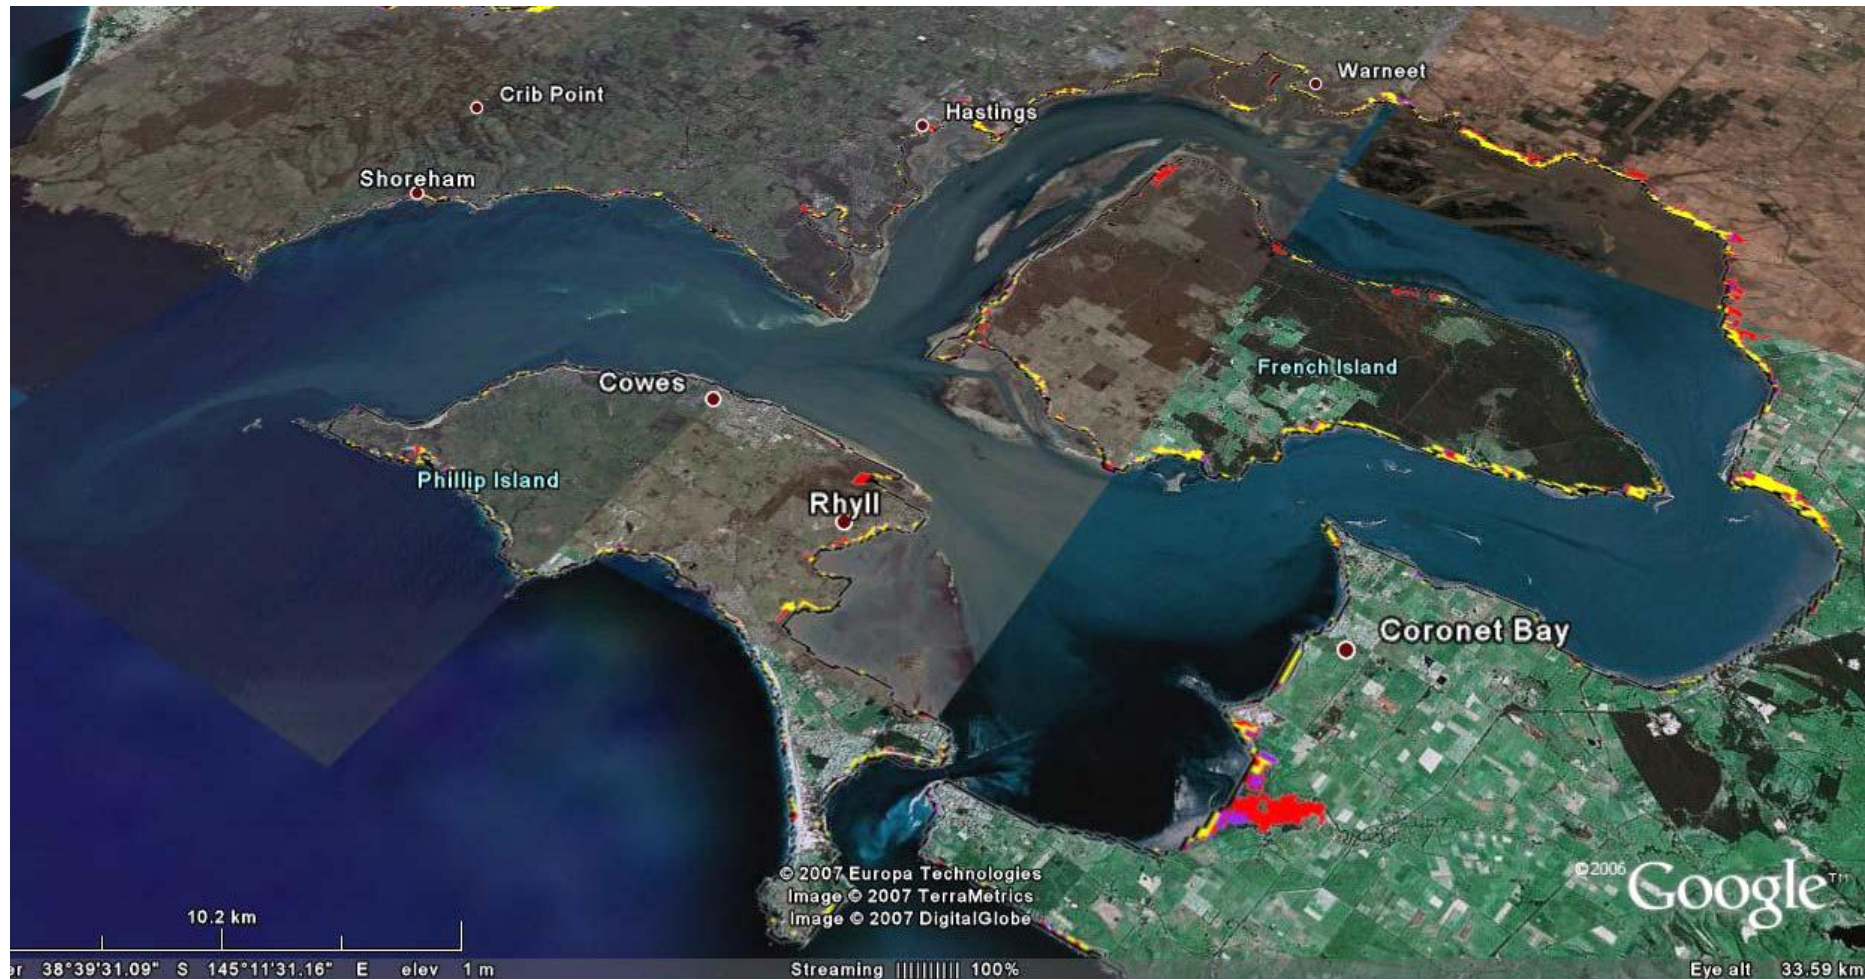 Warneet
Crib Point
Hastings
Shoreham
French Island
Cowes
Phillip Island
Rhyll
Coronet Bay
© 2007 Europa Technologies
Image © 2007 TerraMetrics
Image © 2007 DigitalGlobe
©2006 Google™
10.2 km
er 38°39'31.09" S 145°11'31.16" E elev 1 m Streaming |||||||||| 100% Eye alt 33.59 km